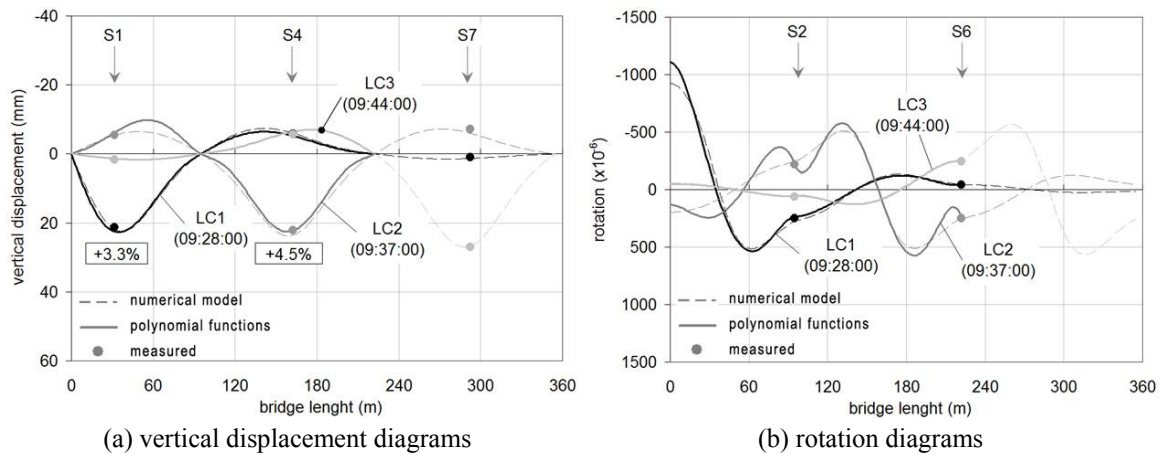 -40
-20
0
20
40
60
vertical displacement (mm)
S1
S4
S7
LC3
(09:44:00)
LC1
(09:28:00)
LC2
(09:37:00)
+3.3%
+4.5%
numerical model
polynomial functions
measured
0 60 120 180 240 300 360
bridge lenght (m)
(a) vertical displacement diagrams
-1500
-1000
-500
0
500
1000
1500
rotation (x10⁻⁶)
S2
S6
LC3
(09:44:00)
LC1
(09:28:00)
LC2
(09:37:00)
numerical model
polynomial functions
measured
0 60 120 180 240 300 360
bridge lenght (m)
(b) rotation diagrams